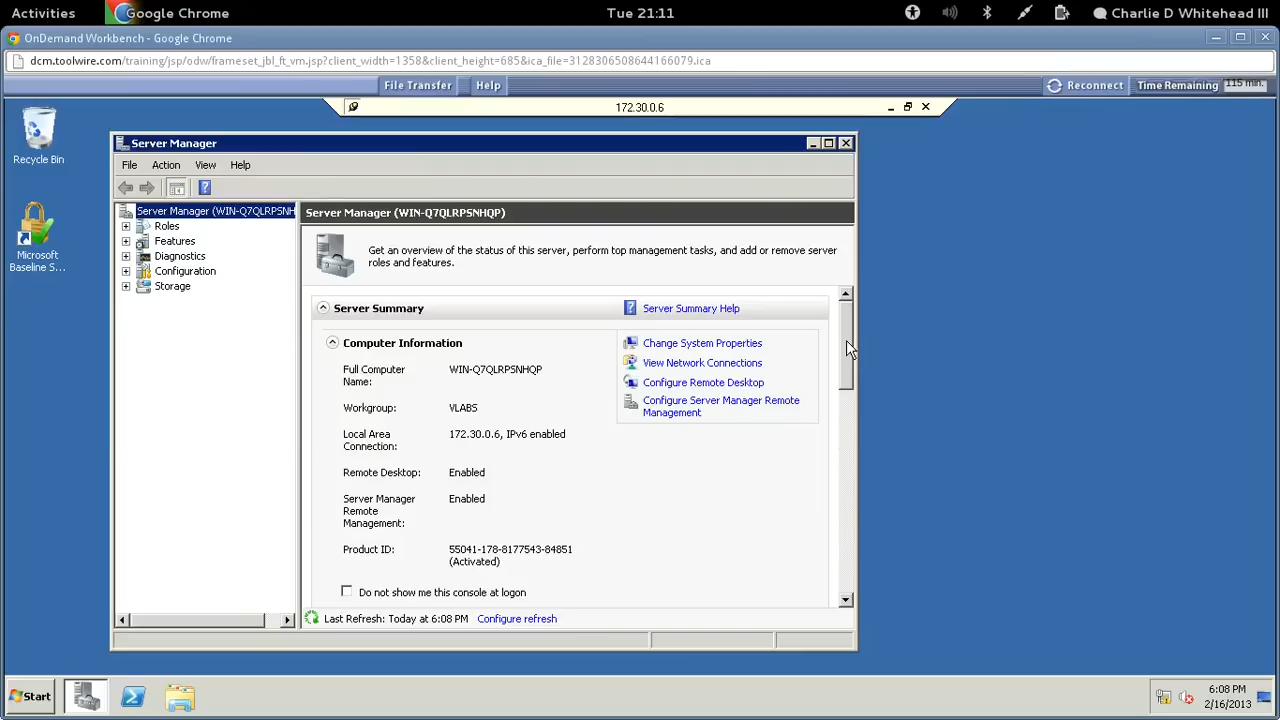 Activities
Google Chrome
Tue 21:11
Charlie D Whitehead III
OnDemand Workbench - Google Chrome
dcm.toolwire.com/training/jsp/odw/frameset_jbl_ft_vm.jsp?client_width=1358&client_height=685&ica_file=3128306508644166079.ica
File Transfer
Help
Reconnect
Time Remaining
115 min.
172.30.0.6
Recycle Bin
Microsoft
Baseline S...
Server Manager
File
Action
View
Help
Server Manager (WIN-Q7QLRPSNH
Roles
Features
Diagnostics
Configuration
Storage
Server Manager (WIN-Q7QLRPSNHQP)
Get an overview of the status of this server, perform top management tasks, and add or remove server
roles and features.
Server Summary
Server Summary Help
Computer Information
Full Computer
Name:
WIN-Q7QLRPSNHQP
Workgroup:
VLABS
Local Area
Connection:
172.30.0.6, IPv6 enabled
Remote Desktop:
Enabled
Server Manager
Remote
Management:
Enabled
Product ID:
55041-178-8177543-84851
(Activated)
Do not show me this console at logon
Change System Properties
View Network Connections
Configure Remote Desktop
Configure Server Manager Remote
Management
Last Refresh: Today at 6:08 PM
Configure refresh
Start
6:08 PM
2/16/2013